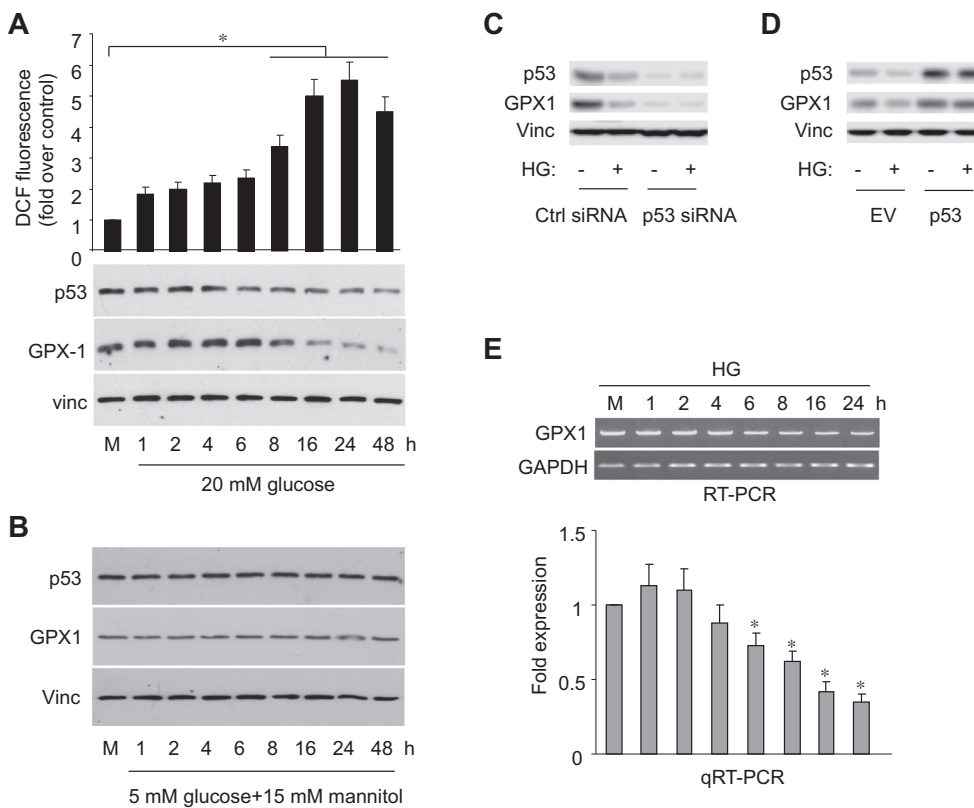 A
*
DCF fluorescence
(fold over control)
7
6
5
4
3
2
1
0
p53
GPX-1
vinc
M 1 2 4 6 8 16 24 48 h
20 mM glucose
B
p53
GPX1
Vinc
M 1 2 4 6 8 16 24 48 h
5 mM glucose+15 mM mannitol
C
p53
GPX1
Vinc
HG: - + - +
Ctrl siRNA p53 siRNA
D
p53
GPX1
Vinc
HG: - + - +
EV p53
E
HG
M 1 2 4 6 8 16 24 h
GPX1
GAPDH
RT-PCR
Fold expression
1.5
1
0.5
0
* * * *
qRT-PCR